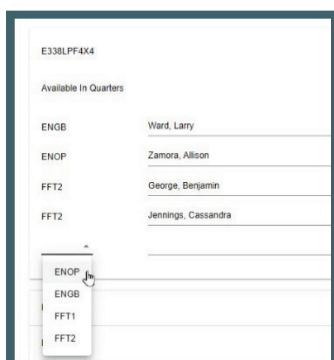 E338LPF4X4
Available In Quarters
ENGB Ward, Larry
ENOP Zamora, Allison
FFT2 George, Benjamin
FFT2 Jennings, Cassandra
ENOP
ENGB
FFT1
FFT2